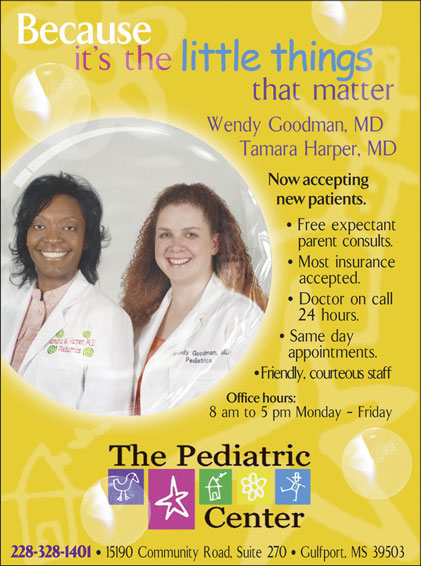 Because
it's the little things
that matter
Wendy Goodman, MD
Tamara Harper, MD
Now accepting
new patients.
• Free expectant
parent consults.
• Most insurance
accepted.
• Doctor on call
24 hours.
• Same day
appointments.
• Friendly, courteous staff
Office hours:
8 am to 5 pm Monday - Friday
Harper, M.D
Pediatrics
Wendy Goodman, MD
Pediatrics
The Pediatric
Center
228-328-1401 • 15190 Community Road, Suite 270 • Gulfport, MS 39503